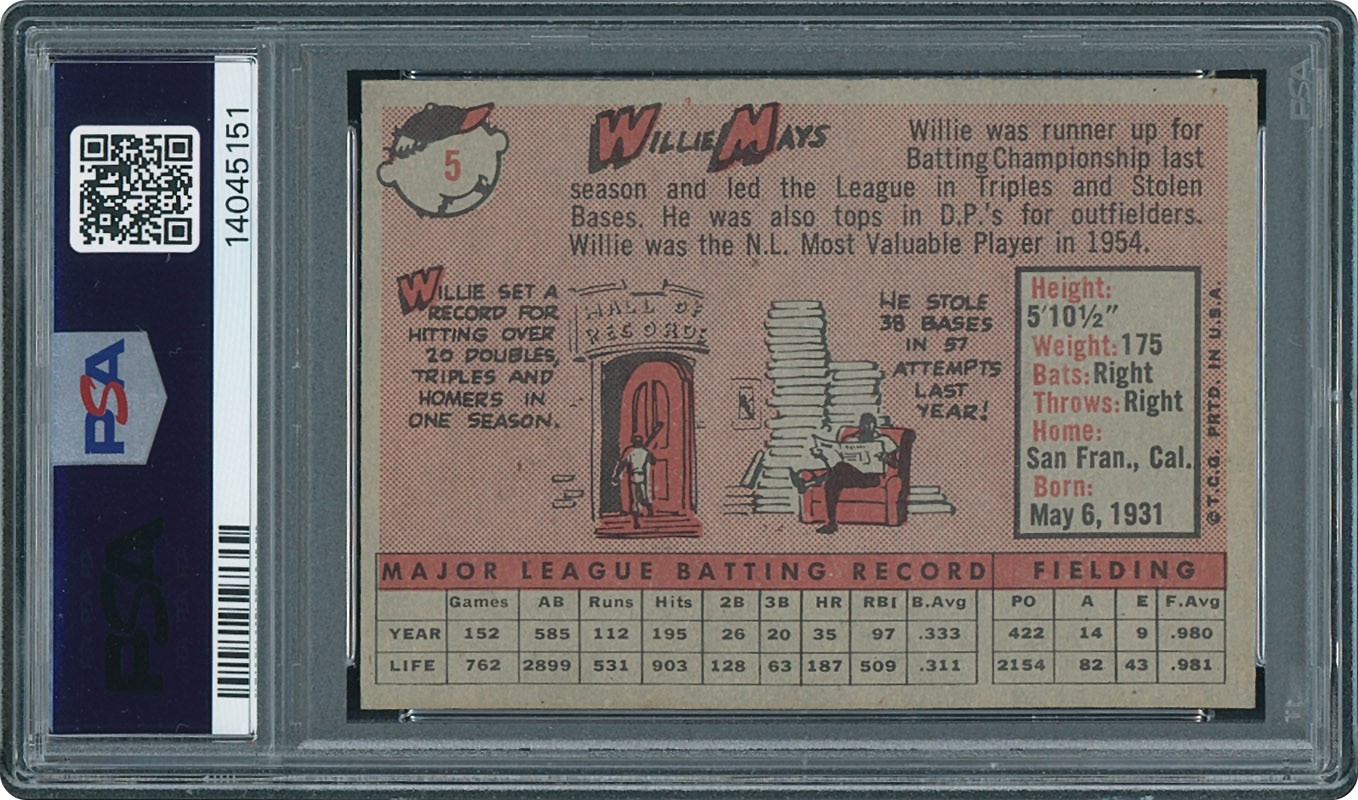 14045151
PSA
PSA
PSA
5
WILLIE MAYS
Willie was runner up for
Batting Championship last
season and led the League in Triples and Stolen
Bases. He was also tops in D.P.'s for outfielders.
Willie was the N.L. Most Valuable Player in 1954.
WILLIE SET A
RECORD FOR
HITTING OVER
20 DOUBLES,
TRIPLES AND
HOMERS IN
ONE SEASON.
HALL OF
RECORDS
HE STOLE
38 BASES
IN 57
ATTEMPTS
LAST
YEAR!
Height:
5'10½"
Weight: 175
Bats: Right
Throws: Right
Home:
San Fran., Cal.
Born:
May 6, 1931
© T.C.G. PRTD. IN U.S.A.
MAJOR LEAGUE BATTING RECORD FIELDING
Games AB Runs Hits 2B 3B HR RBI B.Avg PO A E F.Avg
YEAR 152 585 112 195 26 20 35 97 .333 422 14 9 .980
LIFE 762 2899 531 903 128 63 187 509 .311 2154 82 43 .981